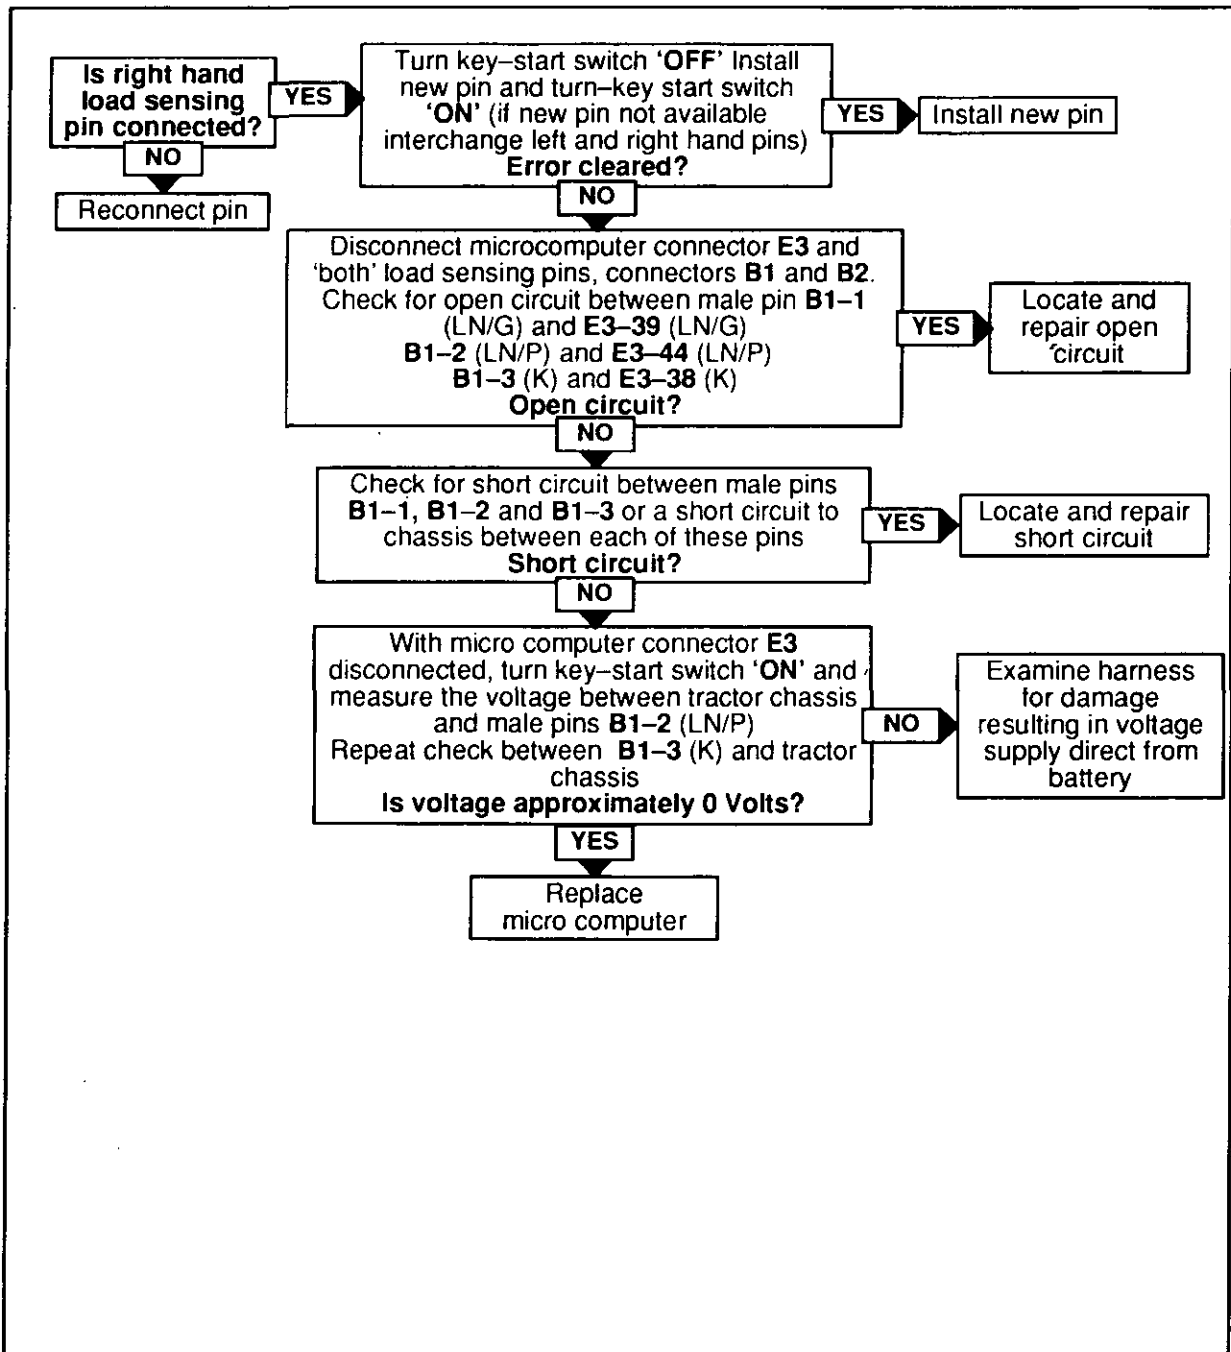 Is right hand
load sensing
pin connected?
YES
NO
Reconnect pin
Turn key–start switch ‘OFF’ Install
new pin and turn–key start switch
‘ON’ (if new pin not available
interchange left and right hand pins)
Error cleared?
YES
Install new pin
NO
Disconnect microcomputer connector E3 and
‘both’ load sensing pins, connectors B1 and B2.
Check for open circuit between male pin B1–1
(LN/G) and E3–39 (LN/G)
B1–2 (LN/P) and E3–44 (LN/P)
B1–3 (K) and E3–38 (K)
Open circuit?
YES
Locate and
repair open
circuit
NO
Check for short circuit between male pins
B1–1, B1–2 and B1–3 or a short circuit to
chassis between each of these pins
Short circuit?
YES
Locate and repair
short circuit
NO
With micro computer connector E3
disconnected, turn key–start switch ‘ON’ and
measure the voltage between tractor chassis
and male pins B1–2 (LN/P)
Repeat check between B1–3 (K) and tractor
chassis
Is voltage approximately 0 Volts?
NO
Examine harness
for damage
resulting in voltage
supply direct from
battery
YES
Replace
micro computer